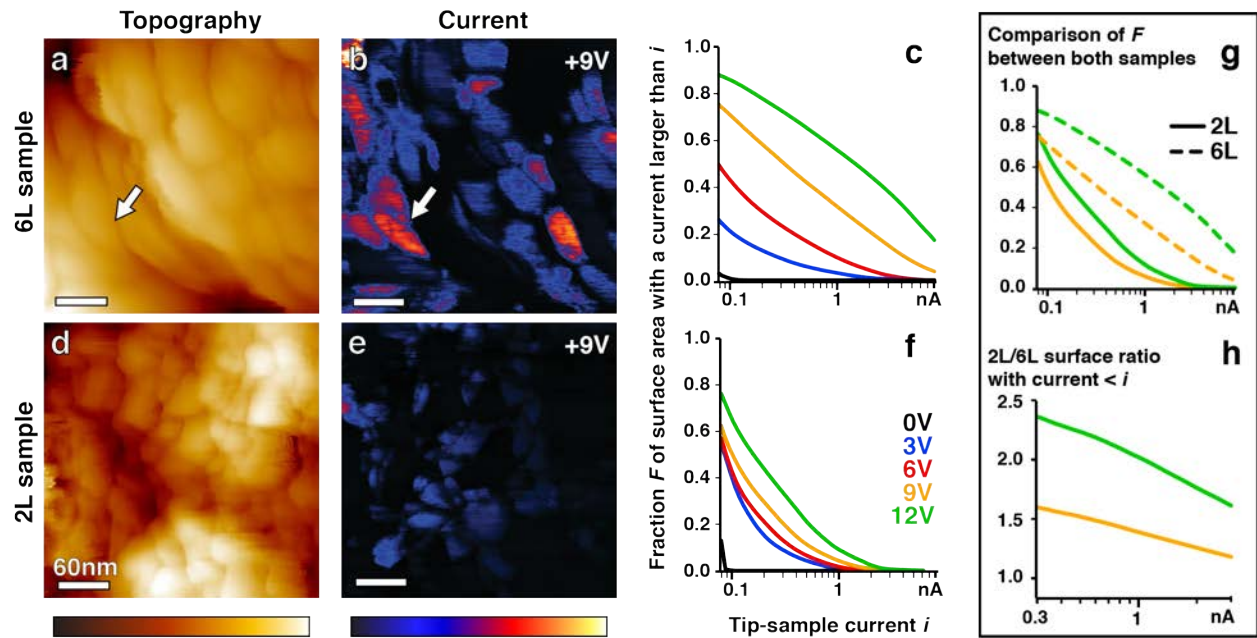 Topography
Current
6L sample
a
b
+9V
2L sample
d
60nm
e
+9V
Fraction F of surface area with a current larger than i
c
1.0
0.8
0.6
0.4
0.2
0.0
0.1
1
nA
f
1.0
0.8
0.6
0.4
0.2
0.0
0V
3V
6V
9V
12V
0.1
1
nA
Tip-sample current i
Comparison of F
between both samples
g
1.0
0.8
0.6
0.4
0.2
0.0
2L
6L
0.1
1
nA
2L/6L surface ratio
with current < i
h
2.5
2.0
1.5
1.0
0.3
1
nA